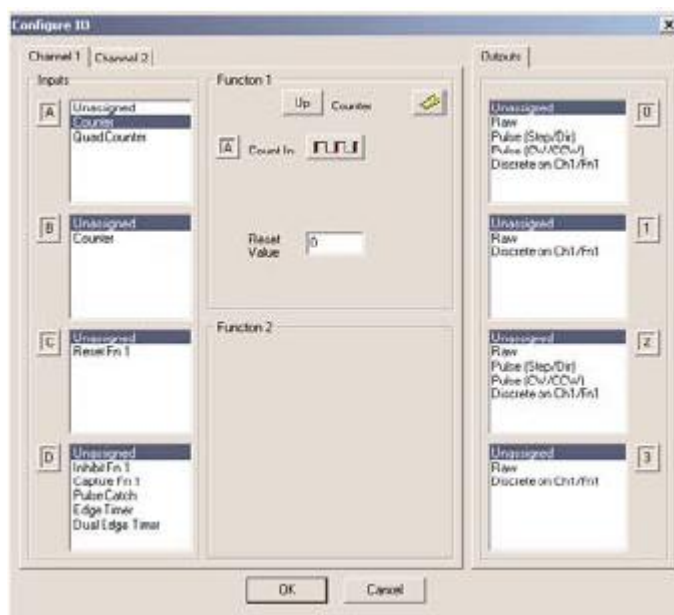 Configure IO
Channel 1
Channel 2
Inputs
A
Unassigned
Counter
Quad Counter
B
Unassigned
Counter
C
Unassigned
Reset Fn 1
D
Unassigned
Inhibit Fn 1
Capture Fn 1
Pulse Catch
Edge Timer
Dual Edge Timer
Function 1
Up Counter
A Count In
Reset Value
0
Function 2
Outputs
Unassigned
Raw
Pulse (Step/Dir)
Pulse (CW/CCW)
Discrete on Ch1/Fn1
0
Unassigned
Raw
Discrete on Ch1/Fn1
1
Unassigned
Raw
Pulse (Step/Dir)
Pulse (CW/CCW)
Discrete on Ch1/Fn1
2
Unassigned
Raw
Discrete on Ch1/Fn1
3
OK
Cancel